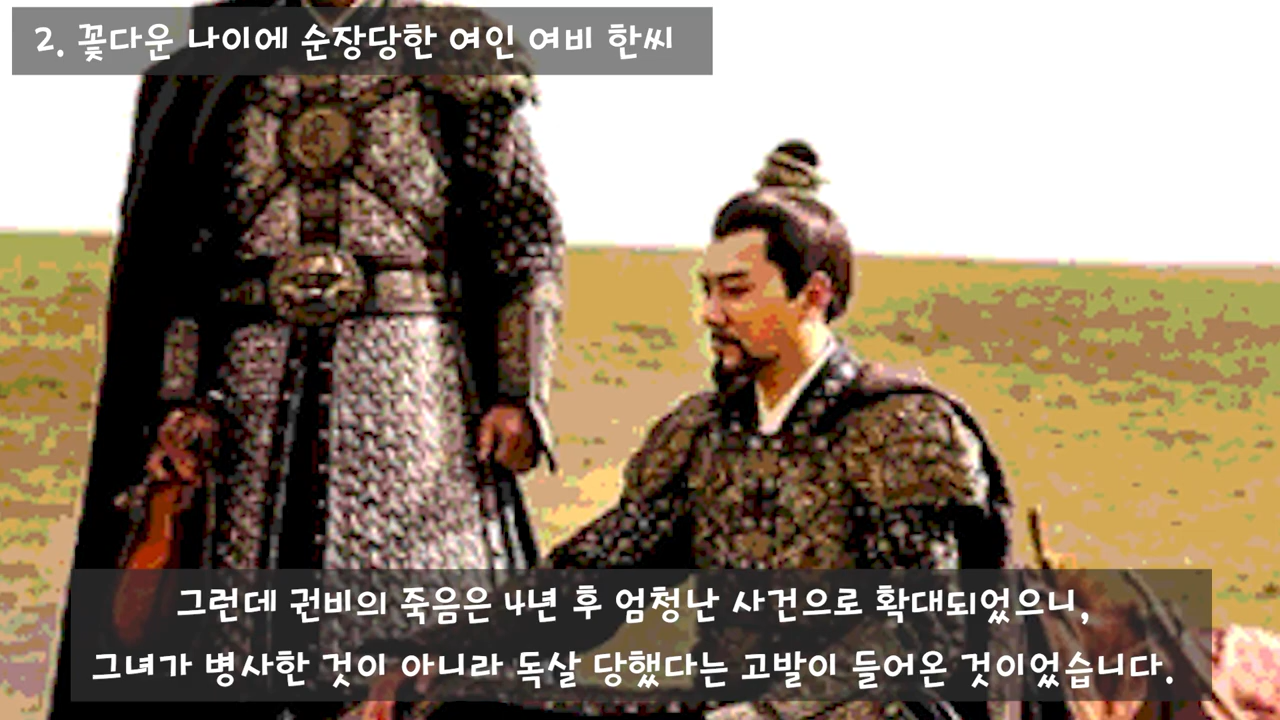 2. 꽃다운 나이에 순장당한 여인 여비 한씨
그런데 권비의 죽음은 4년 후 엄청난 사건으로 확대되었으니,
그녀가 병사한 것이 아니라 독살 당했다는 고발이 들어온 것이었습니다.